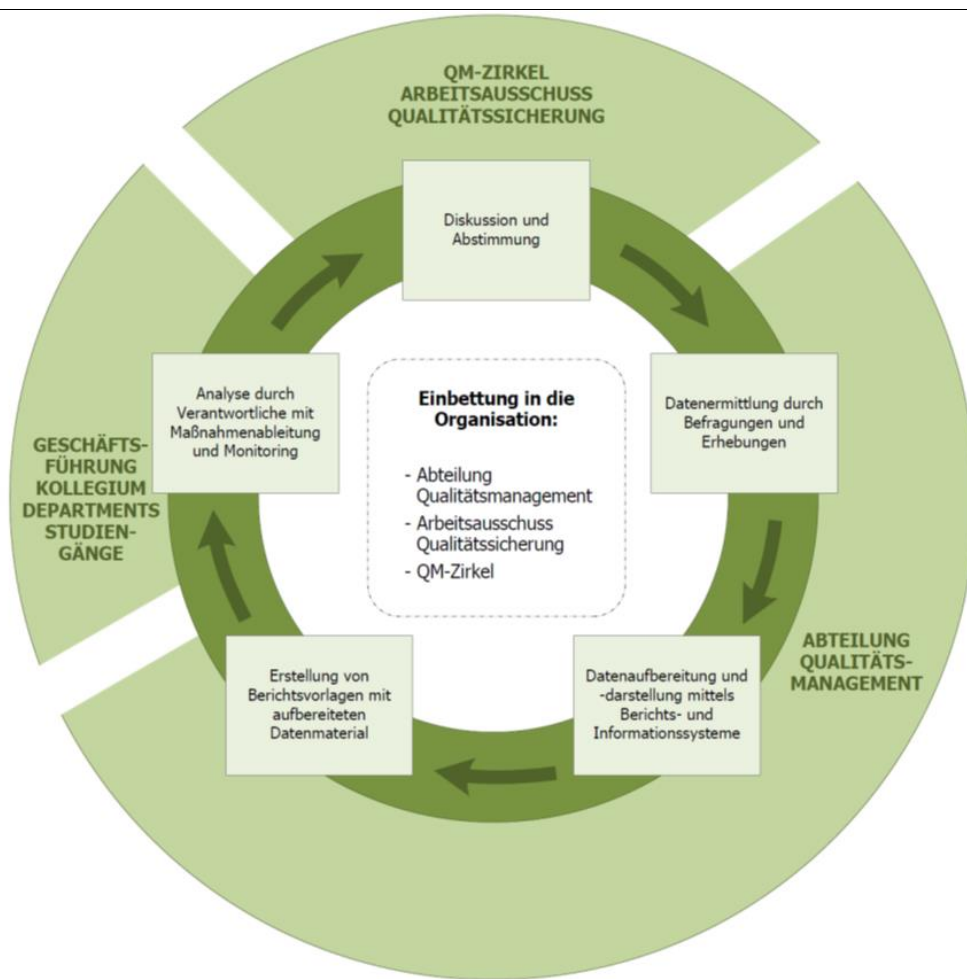 QM-ZIRKEL
ARBEITSAUSSCHUSS
QUALITÄTSSICHERUNG
Diskussion und
Abstimmung
Datenermittlung durch
Befragungen und
Erhebungen
ABTEILUNG
QUALITÄTS-
MANAGEMENT
Datenaufbereitung und
-darstellung mittels
Berichts- und
Informationssysteme
Erstellung von
Berichtsvorlagen mit
aufbereiteten
Datenmaterial
GESCHÄFTS-
FÜHRUNG
KOLLEGIUM
DEPARTMENTS
STUDIEN-
GÄNGE
Analyse durch
Verantwortliche mit
Maßnahmenableitung
und Monitoring
Einbettung in die
Organisation:
- Abteilung
Qualitätsmanagement
- Arbeitsausschuss
Qualitätssicherung
- QM-Zirkel